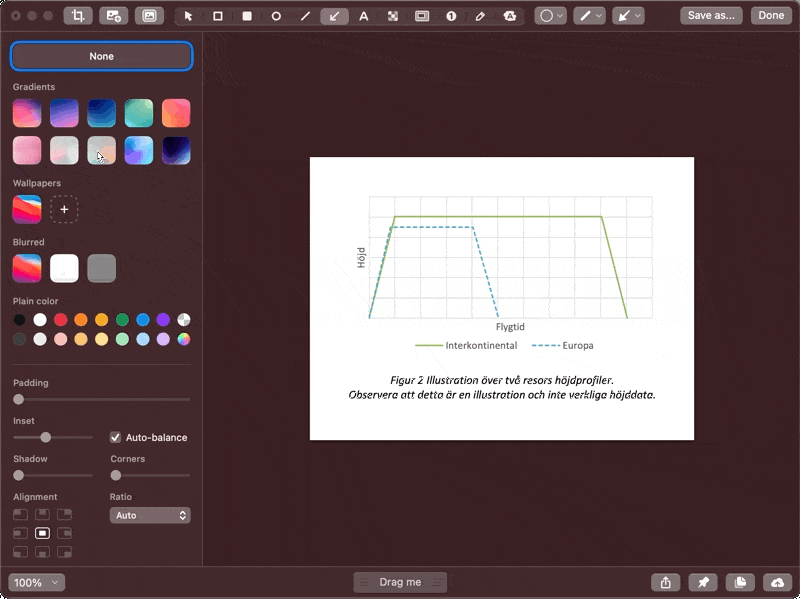 A
1
Save as...
Done
None
Gradients
Wallpapers
+
Blurred
Plain color
Padding
Inset
Auto-balance
Shadow
Corners
Alignment
Ratio
Auto
Höjd
Flygtid
Interkontinental
Europa
Figur 2 Illustration över två resors höjdprofiler.
Observera att detta är en illustration och inte verkliga höjddata.
100%
Drag me